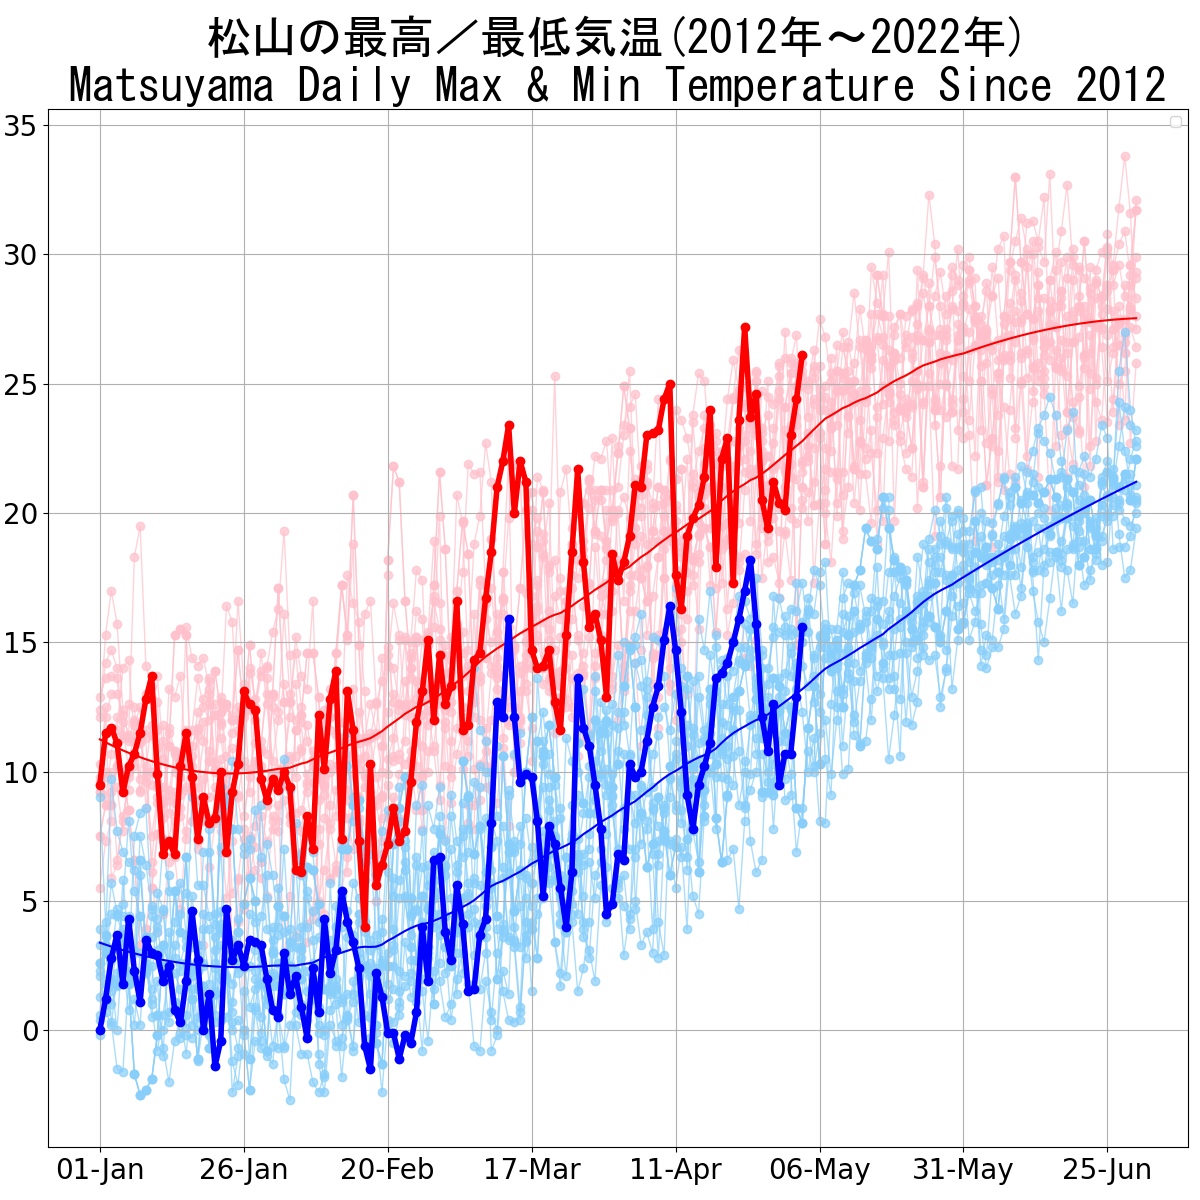 松山の最高／最低気温(2012年～2022年)
Matsuyama Daily Max & Min Temperature Since 2012
35
30
25
20
15
10
5
0
01-Jan 26-Jan 20-Feb 17-Mar 11-Apr 06-May 31-May 25-Jun